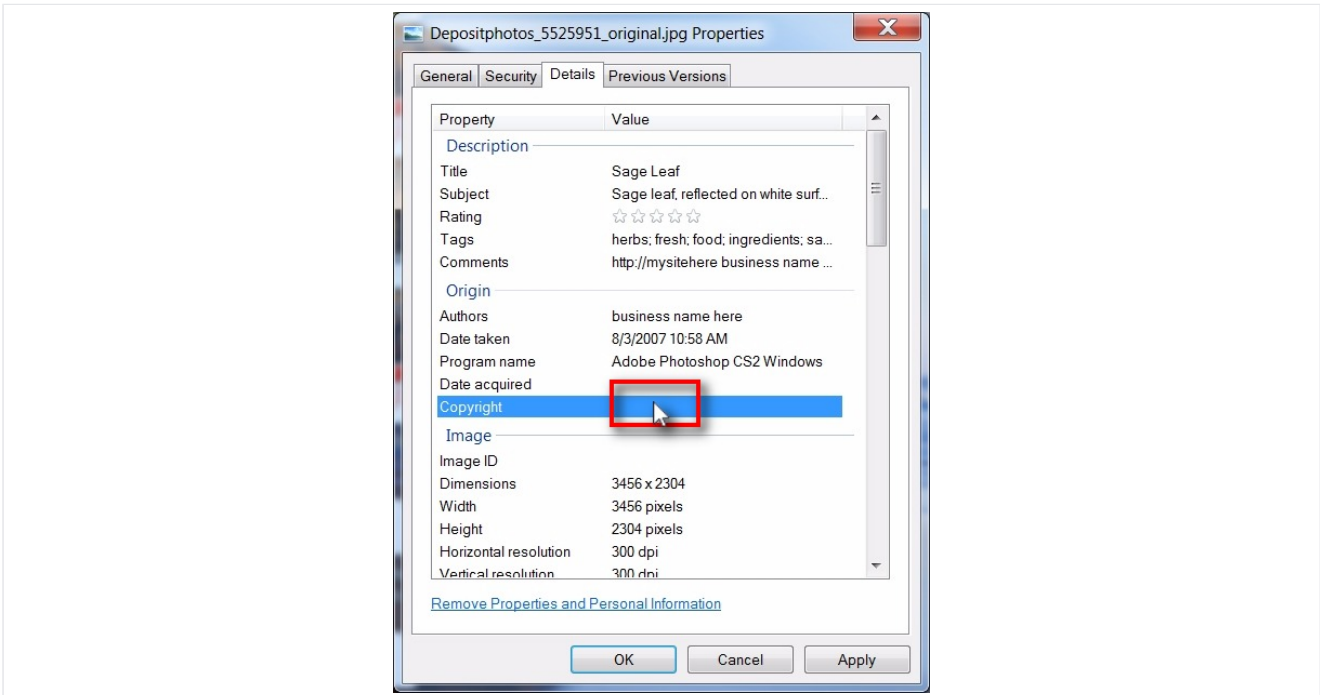 Depositphotos_5525951_original.jpg Properties
General Security Details Previous Versions
Property Value
Description
Title Sage Leaf
Subject Sage leaf, reflected on white surf...
Rating
Tags herbs; fresh; food; ingredients; sa...
Comments http://mysitehere business name ...
Origin
Authors business name here
Date taken 8/3/2007 10:58 AM
Program name Adobe Photoshop CS2 Windows
Date acquired
Copyright
Image
Image ID
Dimensions 3456 x 2304
Width 3456 pixels
Height 2304 pixels
Horizontal resolution 300 dpi
Vertical resolution 300 dpi
Remove Properties and Personal Information
OK Cancel Apply